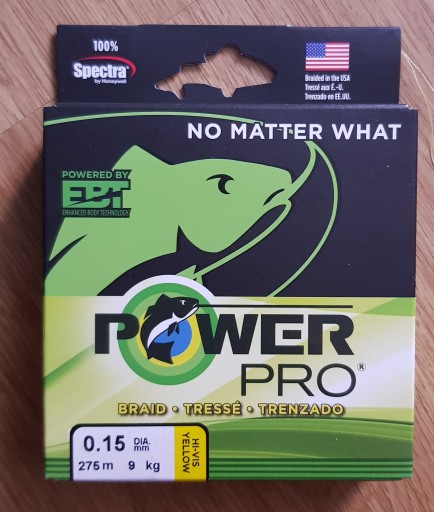 100%
Spectra®
by Honeywell
Braided in the USA
Tressé aux É.-U.
Trenzado en EE.UU.
NO MATTER WHAT
POWERED BY
EBT
ENHANCED BODY TECHNOLOGY
POWER
PRO®
BRAID • TRESSÉ • TRENZADO
0.15 DIA. mm
275 m 9 kg
HI-VIS
YELLOW